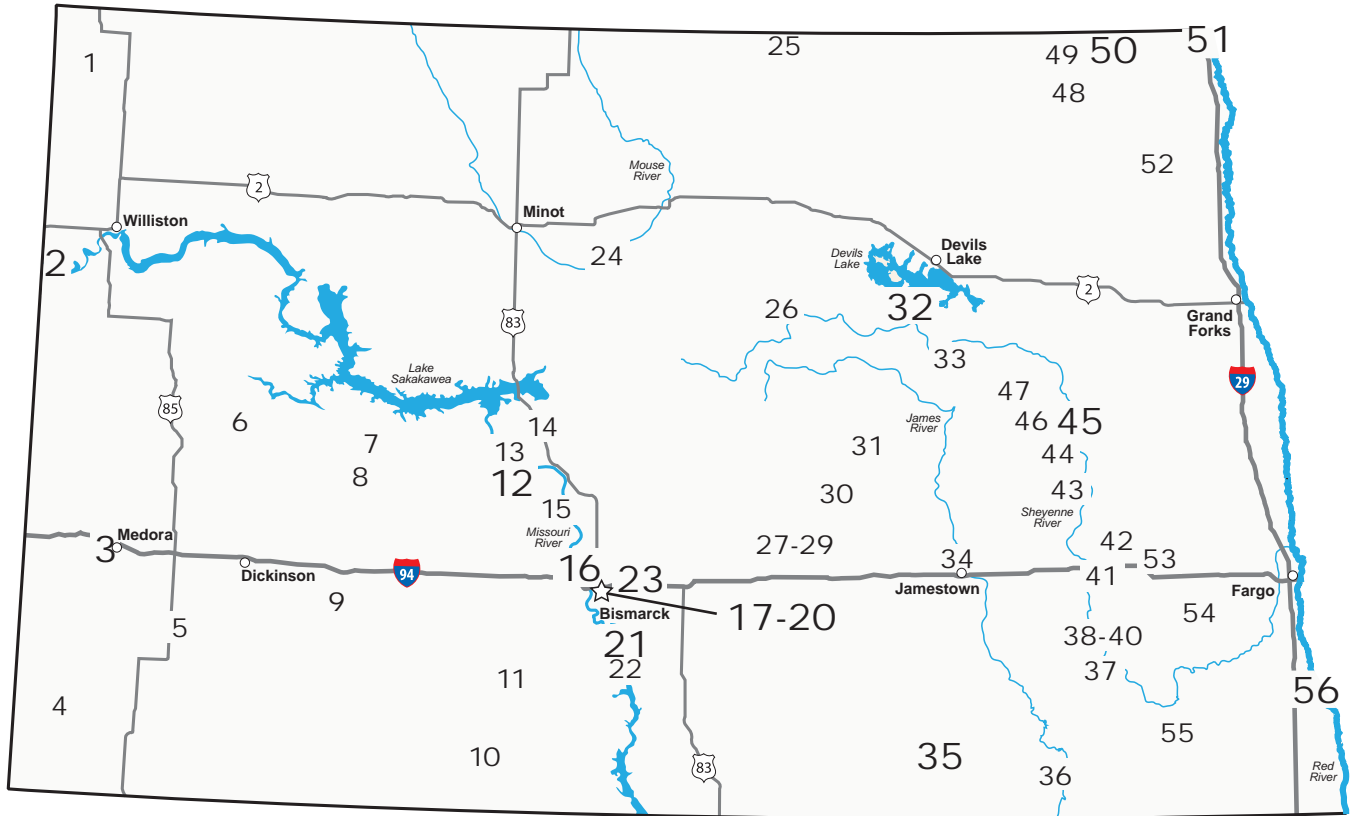 25
49
50
51
1
48
Mouse
River
52
2
Williston
Minot
2
24
Devils
Lake
Devils
Lake
2
26
32
Grand
Forks
83
33
Lake
Sakakawea
29
85
47
6
14
James
River
46
45
7
13
31
44
8
12
43
30
15
Sheyenne
River
Missouri
River
Medora
3
27-29
42
34
53
16
23
41
94
Dickinson
Jamestown
Fargo
9
Bismarck
17-20
54
5
21
38-40
22
11
37
56
4
55
10
35
83
36
Red
River